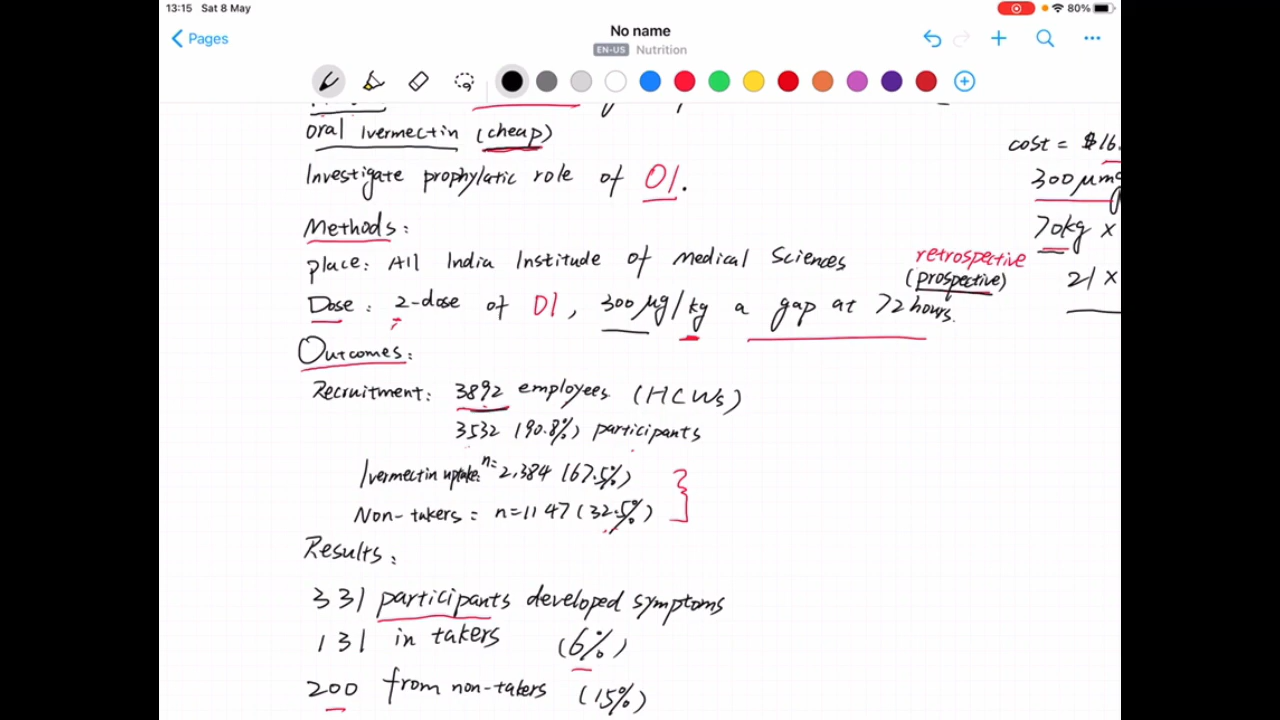 13:15 Sat 8 May
80%
Pages
No name
EN-US Nutrition
oral Ivermectin (cheap)
Investigate prophylatic role of OI.
Methods:
place: All India Institude of Medical Sciences
retrospective
(prospective)
Dose: 2-dose of OI, 300 μg/kg a gap at 72 hours.
Outcomes:
Recruitment: 3892 employees (HCWs)
3532 (90.8%) participants
Ivermectin uptake: n= 2,384 (67.5%)
Non-takers: n=1147 (32.5%)
Results:
331 participants developed symptoms
131 in takers (6%)
200 from non-takers (15%)
cost = $16.
300 μmg
70kg ×
21 ×